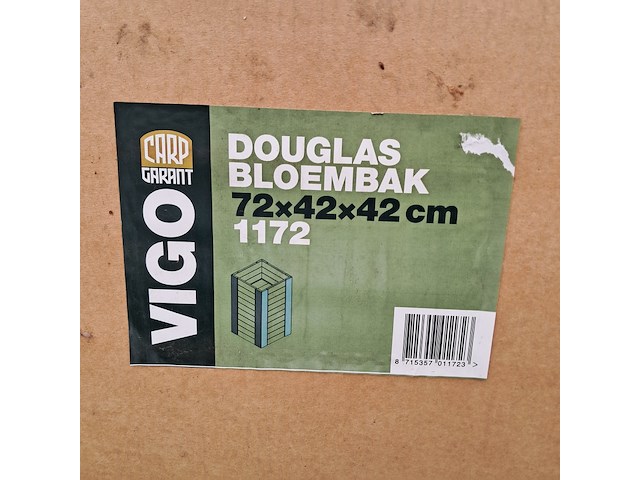 CARP
GARANT
VIGO
DOUGLAS
BLOEMBAK
72x42x42 cm
1172
8 715357 011723 >